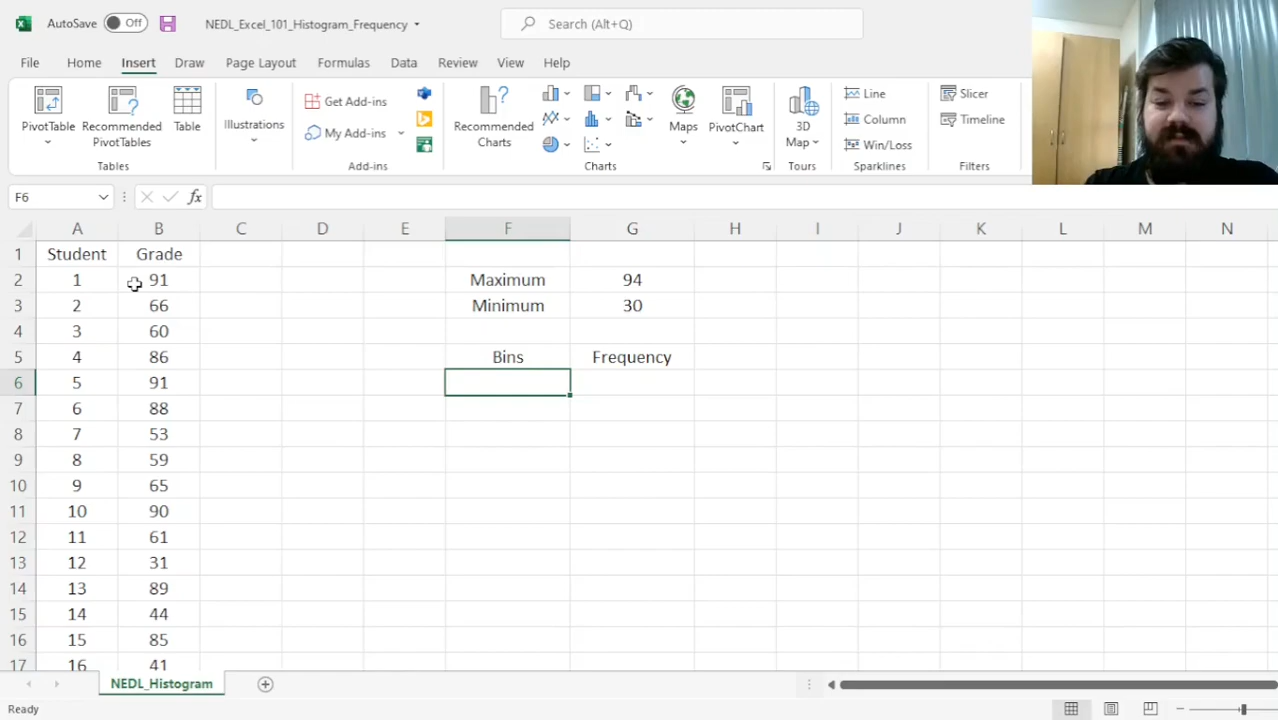 AutoSave Off NEDL_Excel_101_Histogram_Frequency Search (Alt+Q)
File Home Insert Draw Page Layout Formulas Data Review View Help
PivotTable Recommended PivotTables Table Illustrations Get Add-ins My Add-ins Recommended Charts Maps PivotChart 3D Map Line Column Win/Loss Slicer Timeline
Tables Add-ins Charts Tours Sparklines Filters
F6 fx
A B C D E F G H I J K L M N
1 Student Grade
2 1 91 Maximum 94
3 2 66 Minimum 30
4 3 60
5 4 86 Bins Frequency
6 5 91
7 6 88
8 7 53
9 8 59
10 9 65
11 10 90
12 11 61
13 12 31
14 13 89
15 14 44
16 15 85
17 16 41
NEDL_Histogram
Ready